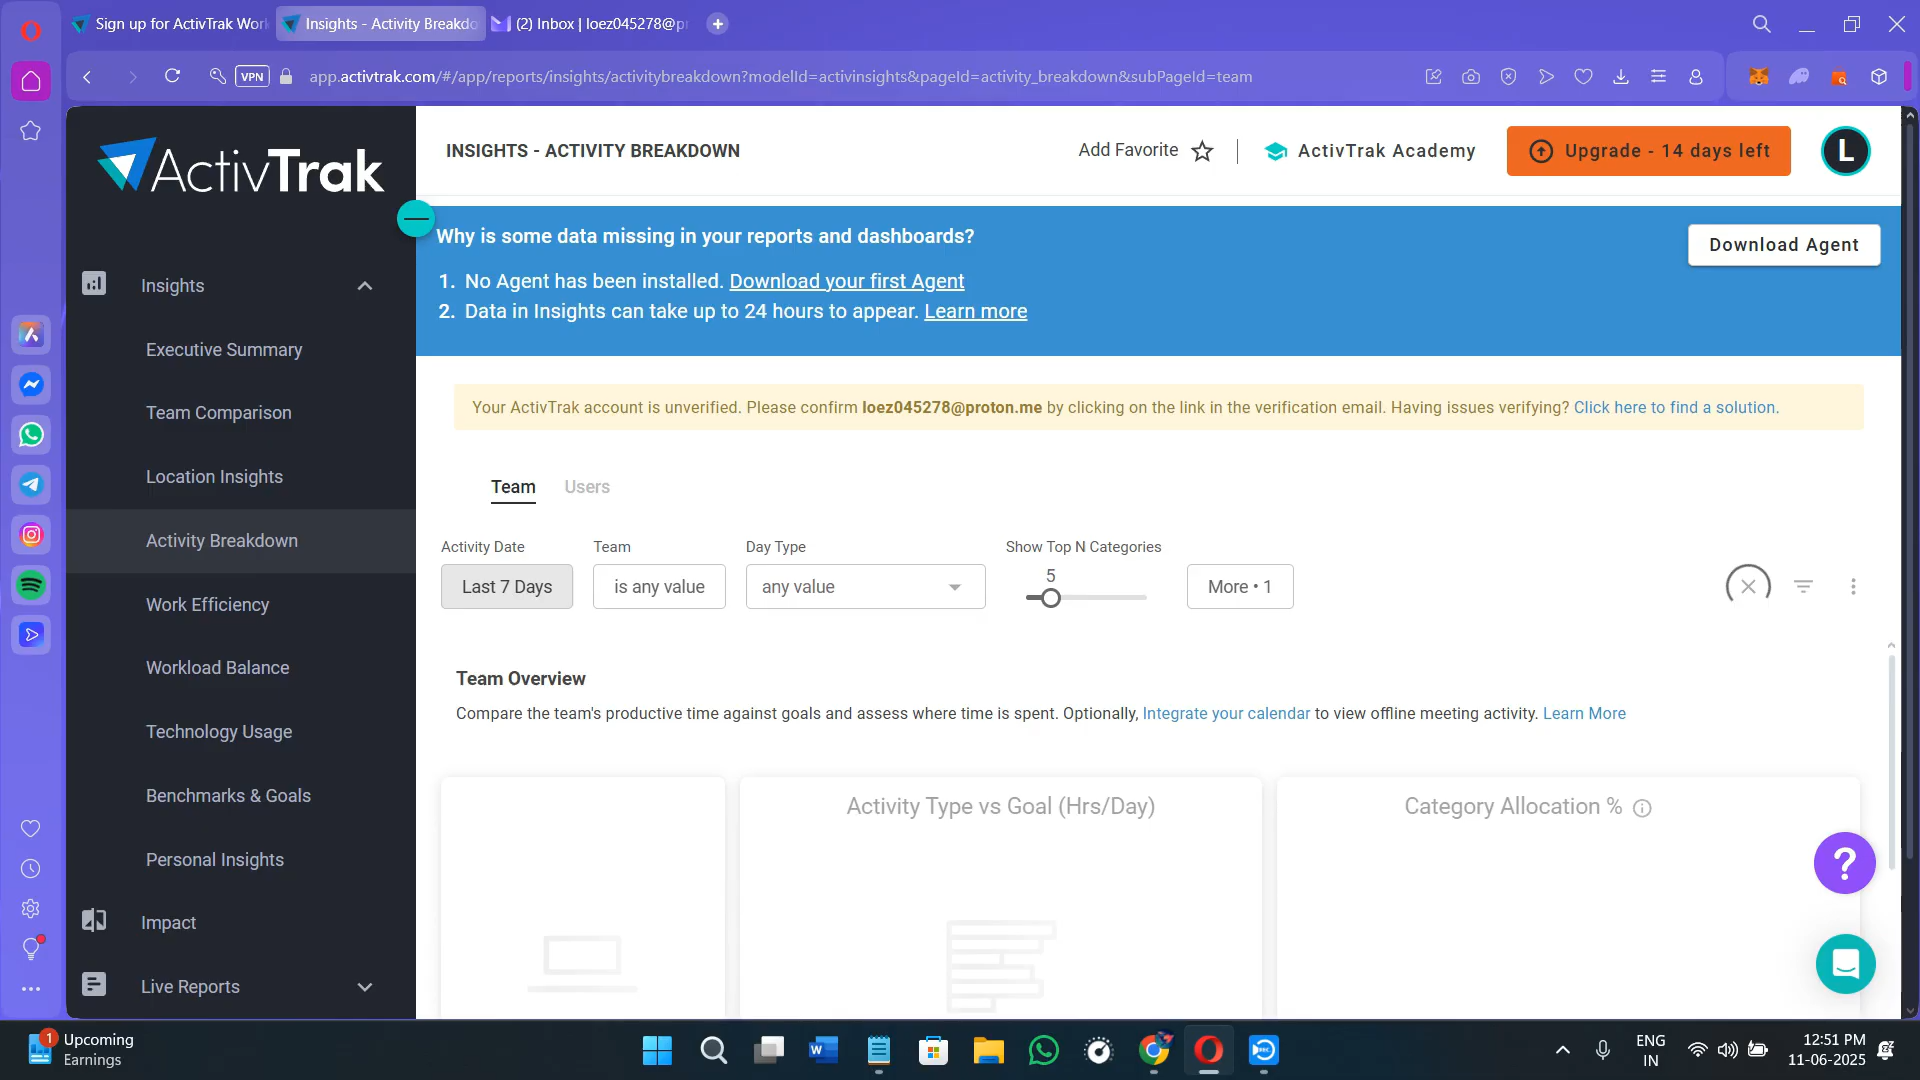 Sign up for ActivTrak Work
Insights - Activity Breakdo
(2) Inbox | loez045278@p
VPN
app.activtrak.com/#/app/reports/insights/activitybreakdown?modelId=activinsights&pageId=activity_breakdown&subPageId=team
ActivTrak
INSIGHTS - ACTIVITY BREAKDOWN
Add Favorite
ActivTrak Academy
Upgrade - 14 days left
L
Why is some data missing in your reports and dashboards?
Download Agent
1. No Agent has been installed. Download your first Agent
2. Data in Insights can take up to 24 hours to appear. Learn more
Insights
Executive Summary
Team Comparison
Location Insights
Activity Breakdown
Work Efficiency
Workload Balance
Technology Usage
Benchmarks & Goals
Personal Insights
Impact
Live Reports
Your ActivTrak account is unverified. Please confirm loez045278@proton.me by clicking on the link in the verification email. Having issues verifying? Click here to find a solution.
Team
Users
Activity Date
Team
Day Type
Show Top N Categories
Last 7 Days
is any value
any value
5
More • 1
Team Overview
Compare the team's productive time against goals and assess where time is spent. Optionally, Integrate your calendar to view offline meeting activity. Learn More
Activity Type vs Goal (Hrs/Day)
Category Allocation %
?
1
Upcoming
Earnings
ENG
IN
12:51 PM
11-06-2025